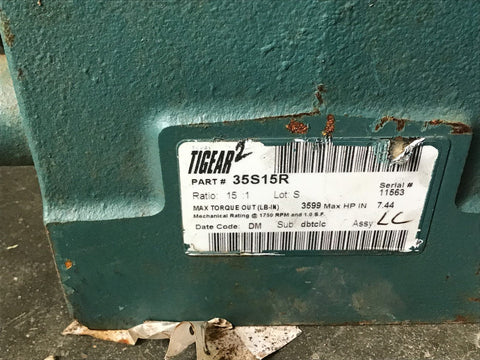 TIGEAR2
PART # 35S15R
Serial #
11563
Ratio: 15 :1 Lot: S
MAX TORQUE OUT (LB-IN) 3599 Max HP IN 7.44
Mechanical Rating @ 1750 RPM and 1.0 S.F.
Date Code: DM Sub: dbtclc Assy: LC